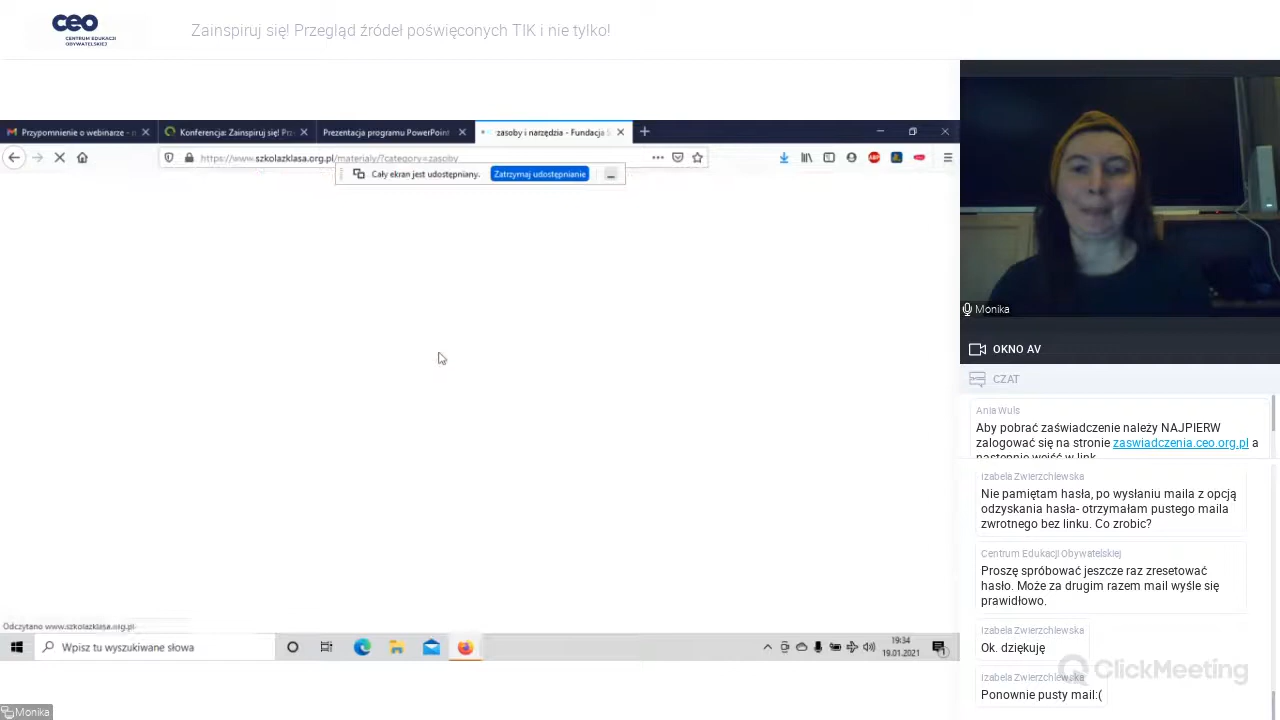 ceo
CENTRUM EDUKACJI
OBYWATELSKIEJ
Zainspiruj się! Przegląd źródeł poświęconych TIK i nie tylko!
Przypomnienie o webinarze - n
Konferencja: Zainspiruj się! Prz
Prezentacja programu PowerPoint
zasoby i narzędzia - Fundacja S
https://www.szkolazklasa.org.pl/materialy/?category=zasoby
Cały ekran jest udostępniany.
Zatrzymaj udostępnianie
Monika
OKNO AV
CZAT
Ania Wuls
Aby pobrać zaświadczenie należy NAJPIERW
zalogować się na stronie zaswiadczenia.ceo.org.pl a
następnie wejść w link
Izabela Zwierzchlewska
Nie pamiętam hasła, po wysłaniu maila z opcją
odzyskania hasła- otrzymałam pustego maila
zwrotnego bez linku. Co zrobic?
Centrum Edukacji Obywatelskiej
Proszę spróbować jeszcze raz zresetować
hasło. Może za drugim razem mail wyśle się
prawidłowo.
Izabela Zwierzchlewska
Ok. dziękuję
Izabela Zwierzchlewska
Ponownie pusty mail:(
ClickMeeting
Odczytano www.szkolazklasa.org.pl
Wpisz tu wyszukiwane słowa
19:34
19.01.2021
1
Monika